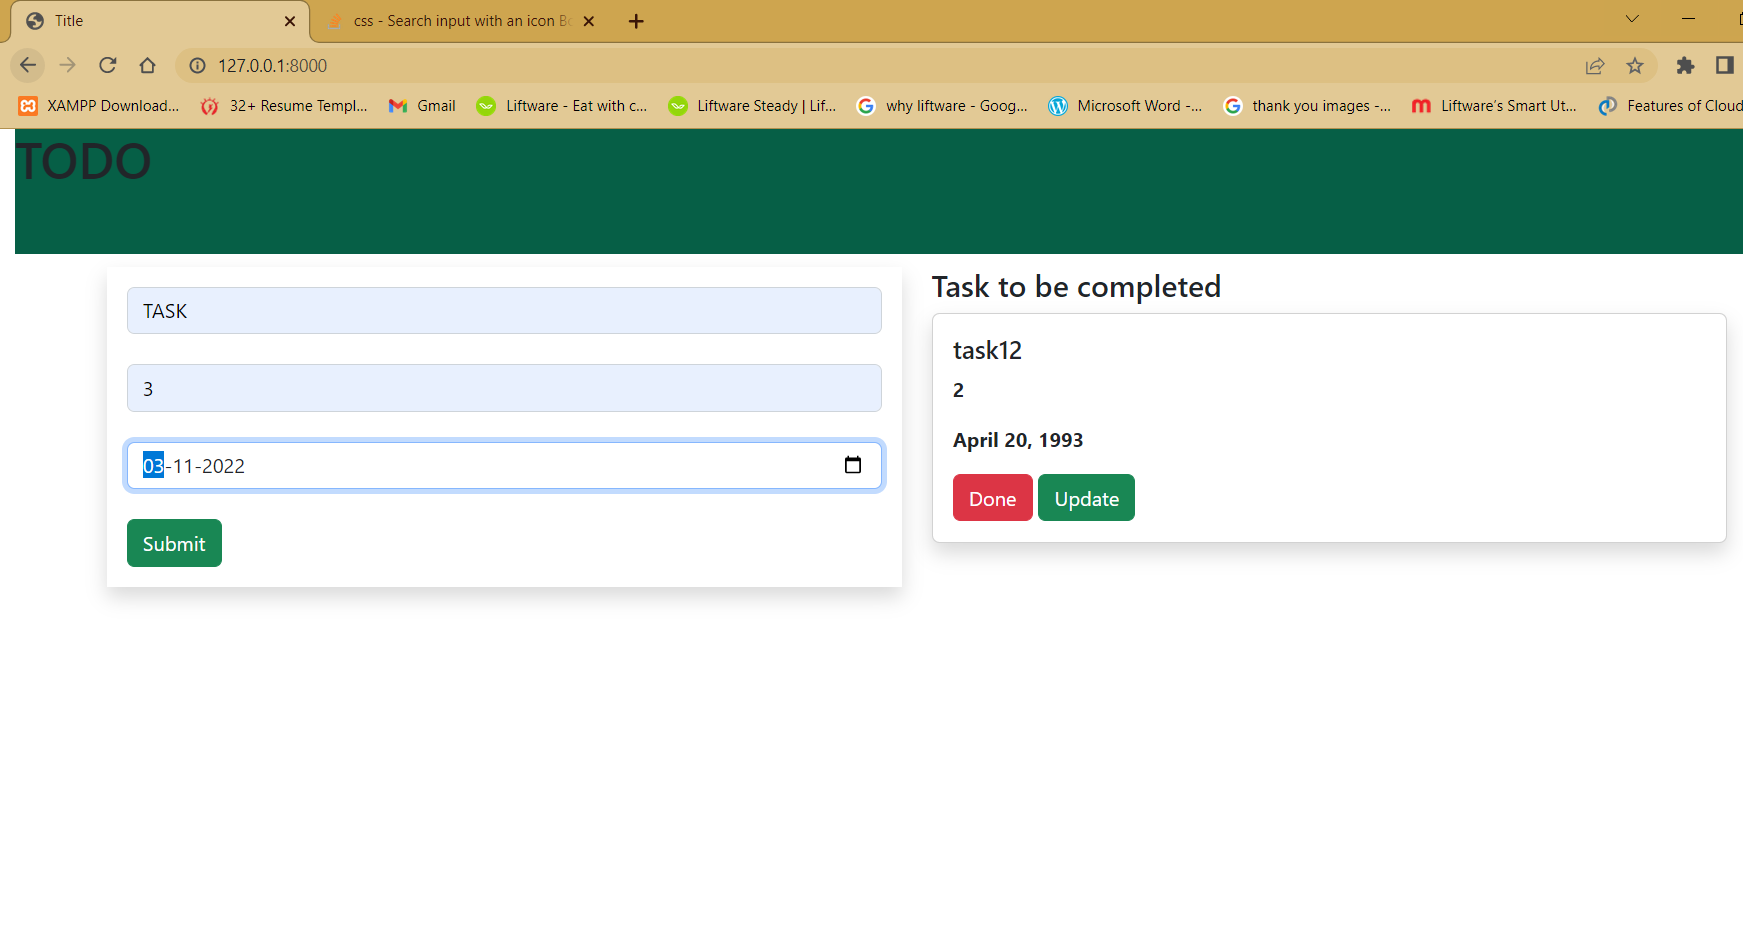 Title
css - Search input with an icon Bo
127.0.0.1:8000
XAMPP Download...
32+ Resume Templ...
Gmail
Liftware - Eat with c...
Liftware Steady | Lif...
why liftware - Goog...
Microsoft Word -...
thank you images -...
Liftware's Smart Ut...
Features of Cloud
TODO
TASK
3
03-11-2022
Submit
Task to be completed
task12
2
April 20, 1993
Done
Update